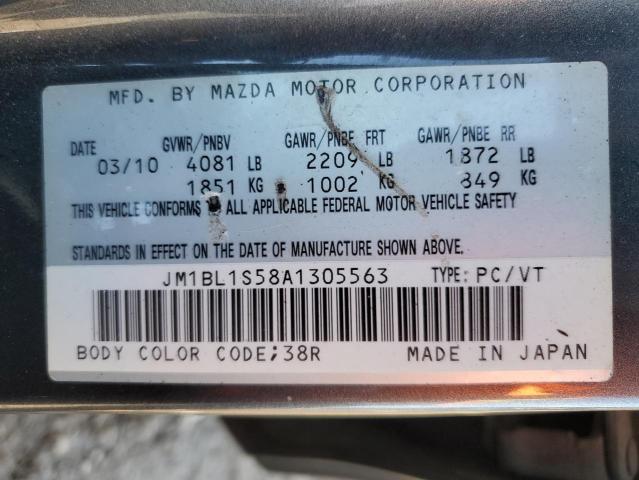 MFD. BY MAZDA MOTOR CORPORATION
GVWR/PNBV GAWR/PNBE FRT GAWR/PNBE RR
DATE
03/10 4081 LB 2209 LB 1872 LB
1851 KG 1002 KG 849 KG
THIS VEHICLE CONFORMS ALL APPLICABLE FEDERAL MOTOR VEHICLE SAFETY
STANDARDS IN EFFECT ON THE DATE OF MANUFACTURE SHOWN ABOVE.
JM1BL1S58A1305563 TYPE: PC/VT
BODY COLOR CODE;38R MADE IN JAPAN